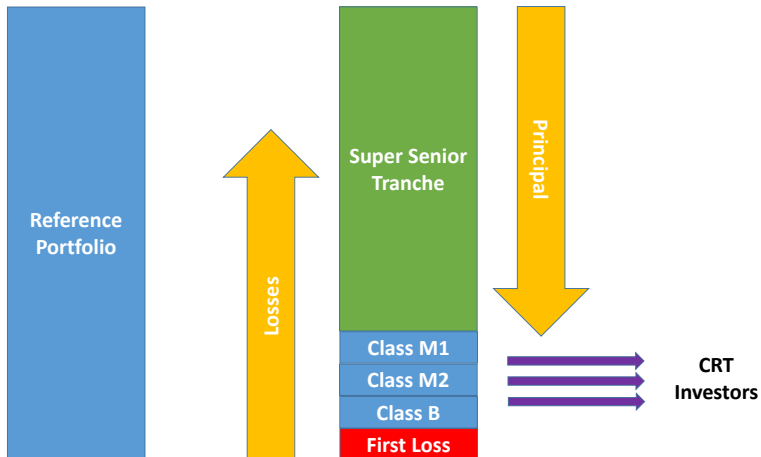 Reference
Portfolio
Losses
Super Senior
Tranche
Principal
Class M1
Class M2
Class B
First Loss
CRT
Investors